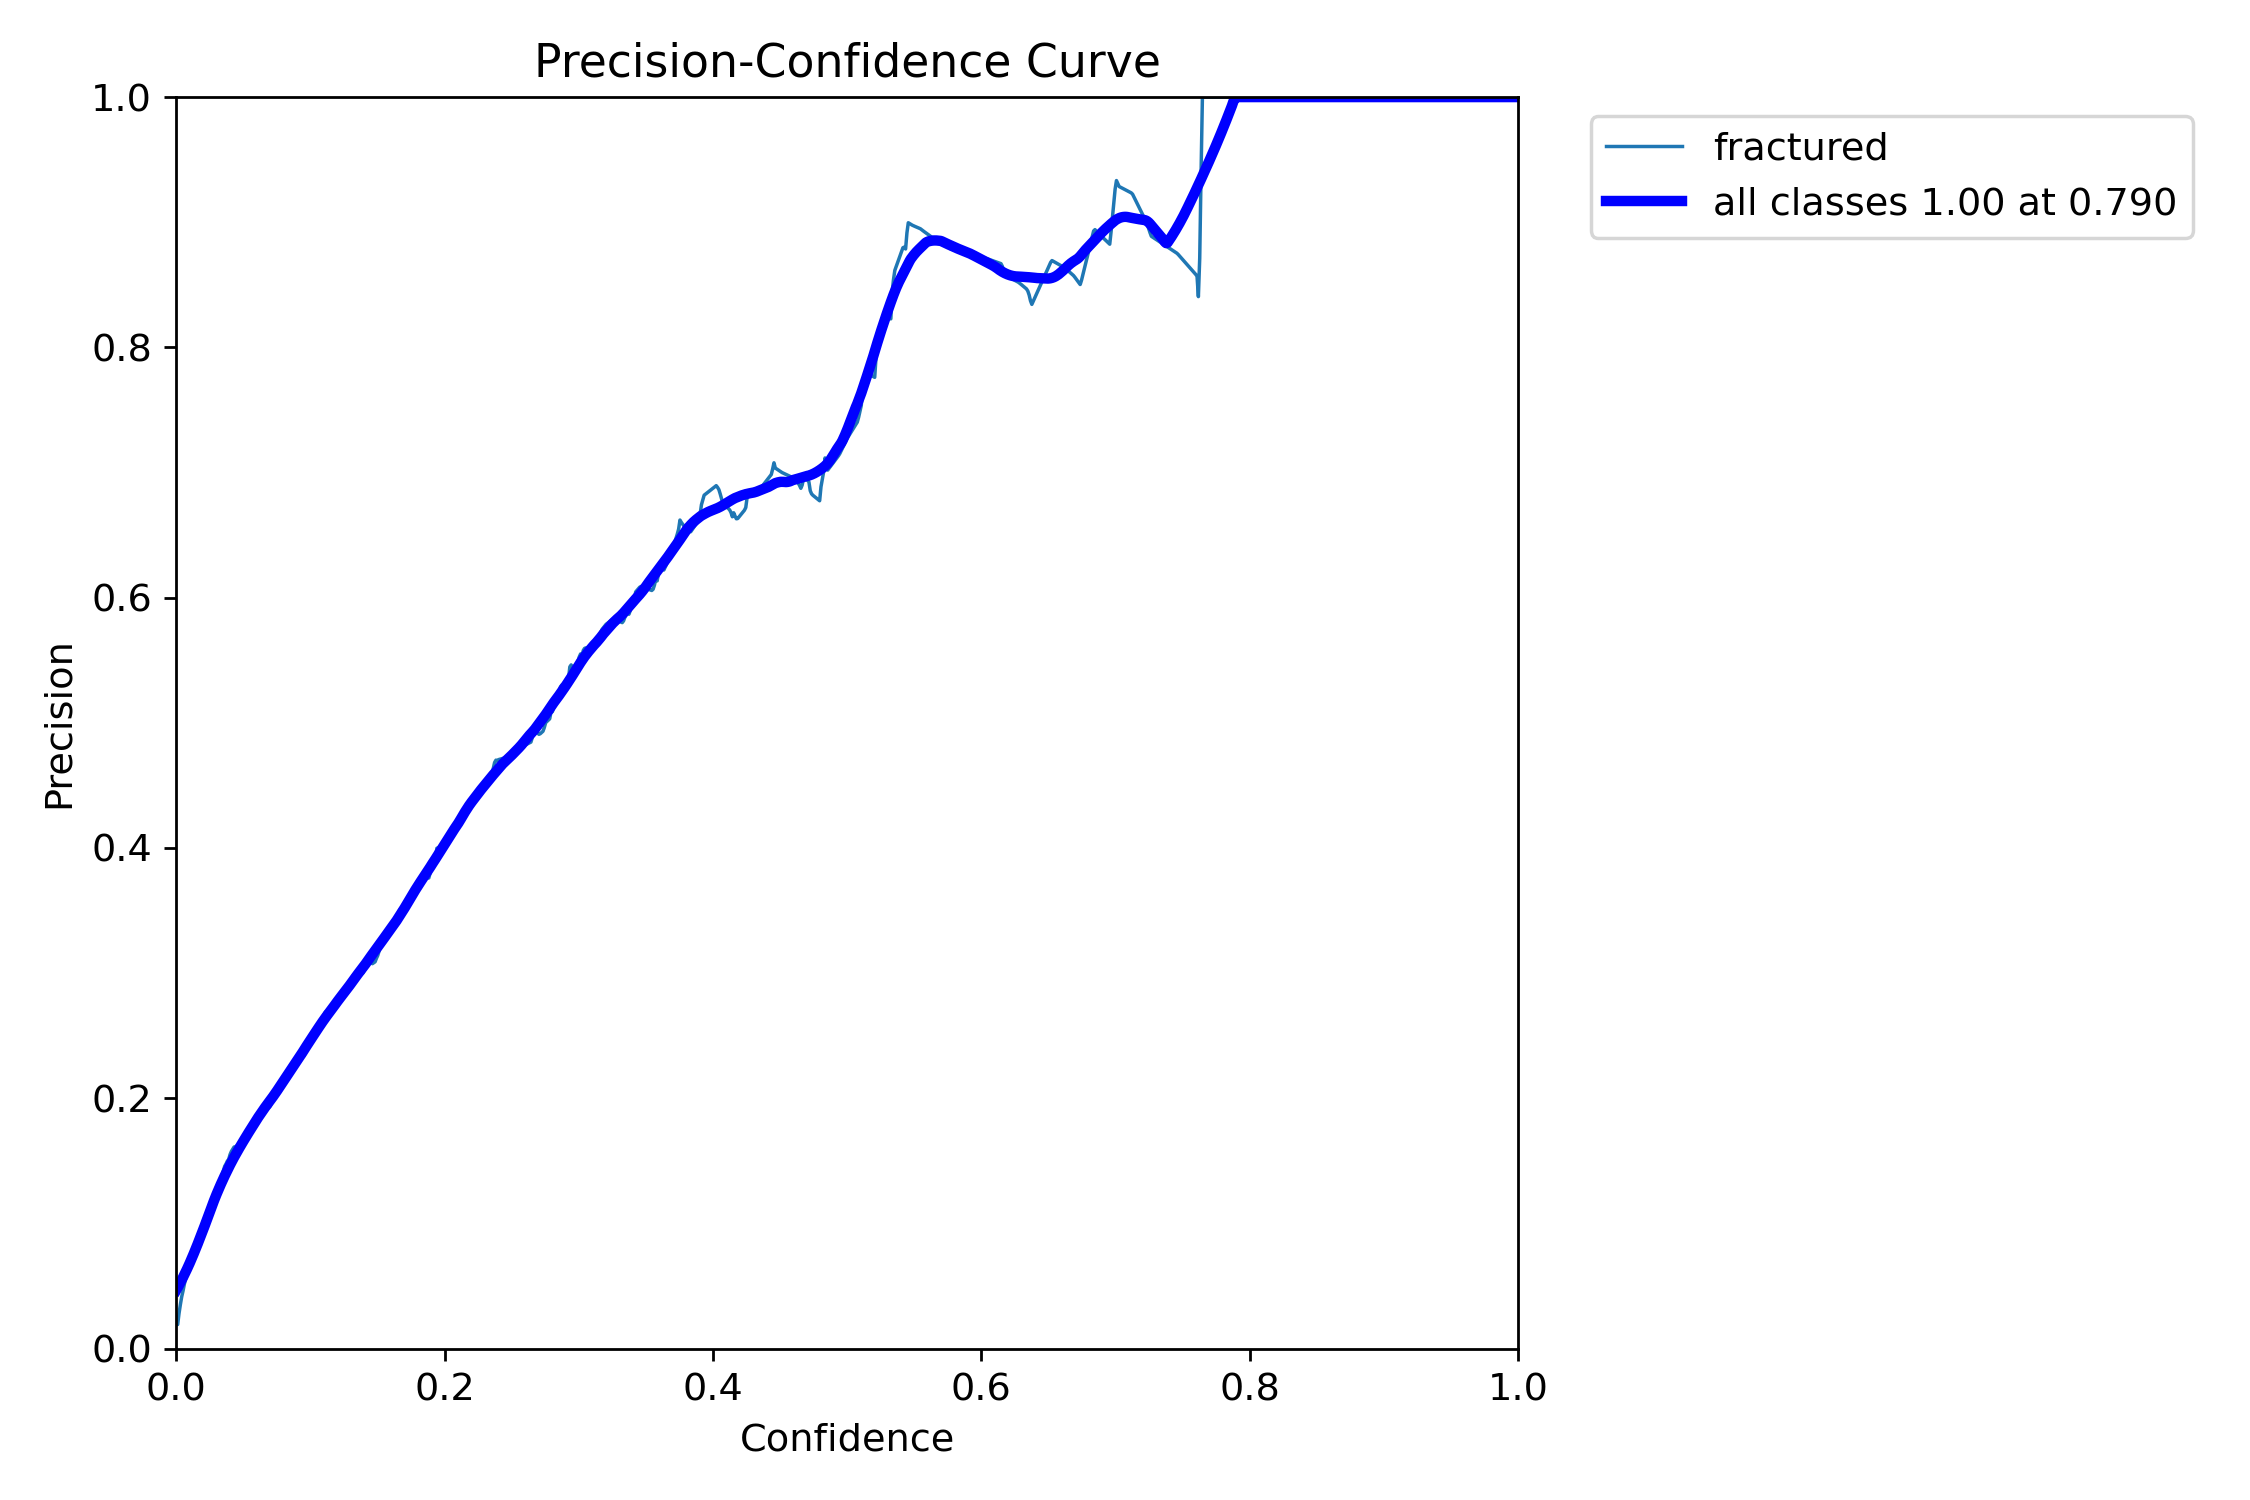 Precision-Confidence Curve
1.0
0.8
0.6
0.4
0.2
0.0
Precision
0.0 0.2 0.4 0.6 0.8 1.0
Confidence
fractured
all classes 1.00 at 0.790